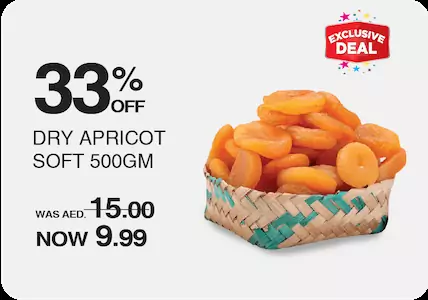 EXCLUSIVE
DEAL
33%
OFF
DRY APRICOT
SOFT 500GM
WAS AED. 15.00
NOW 9.99